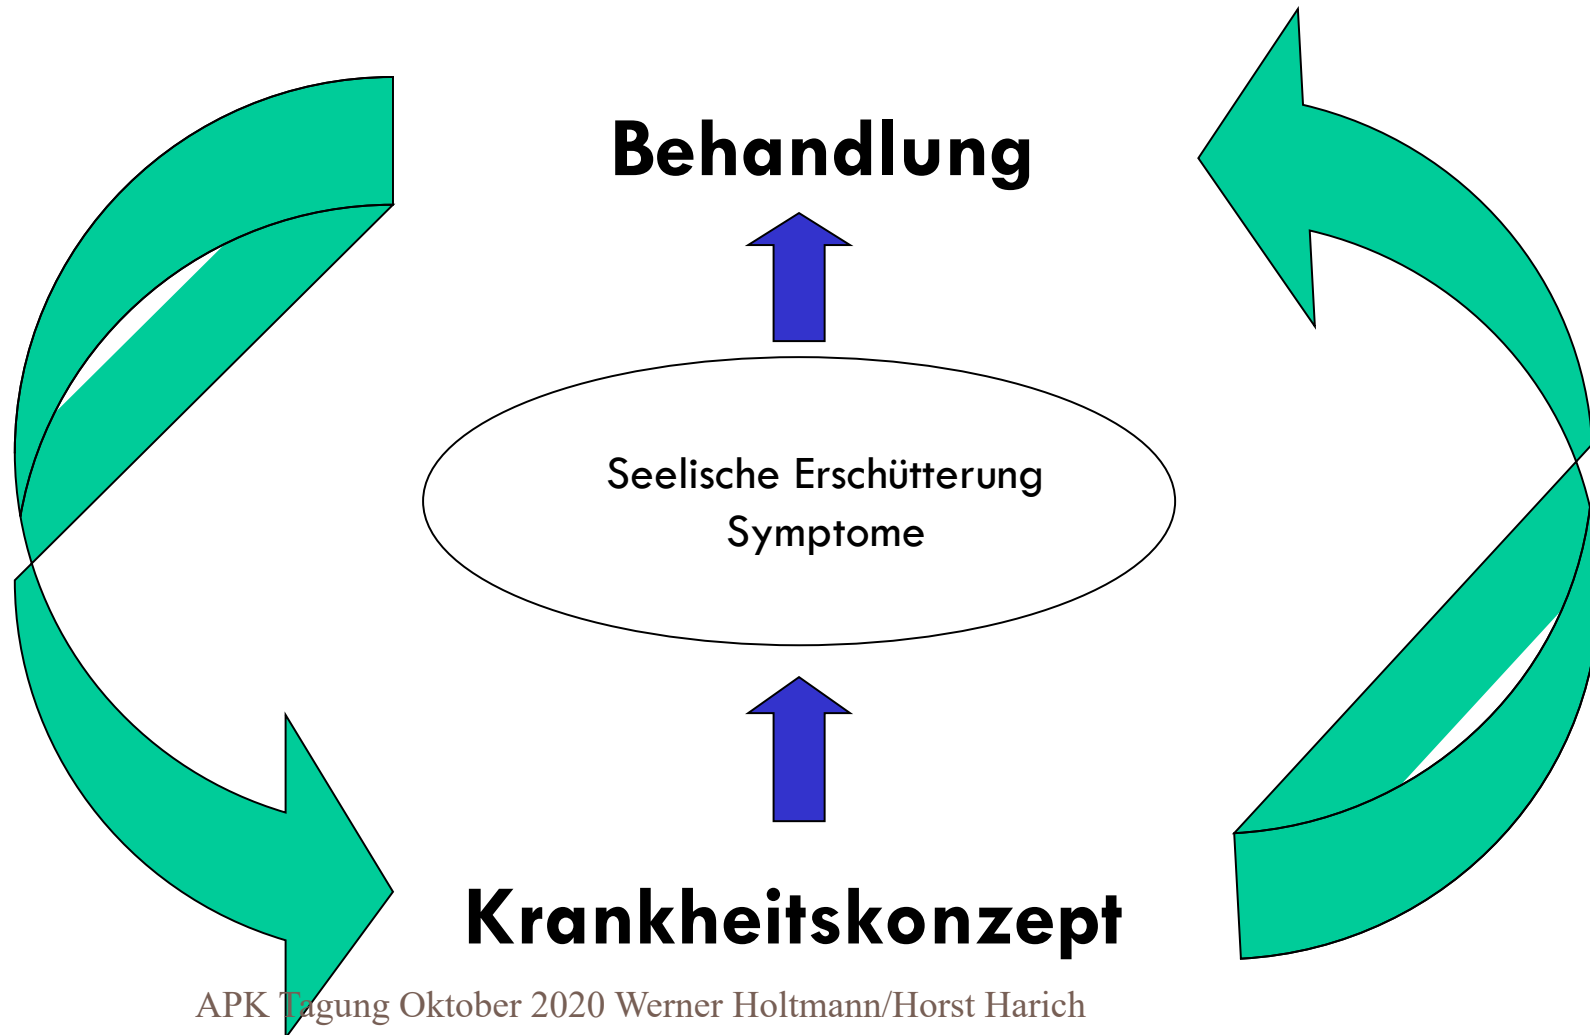 Behandlung
Seelische Erschütterung
Symptome
Krankheitskonzept
APK Tagung Oktober 2020 Werner Holtmann/Horst Harich